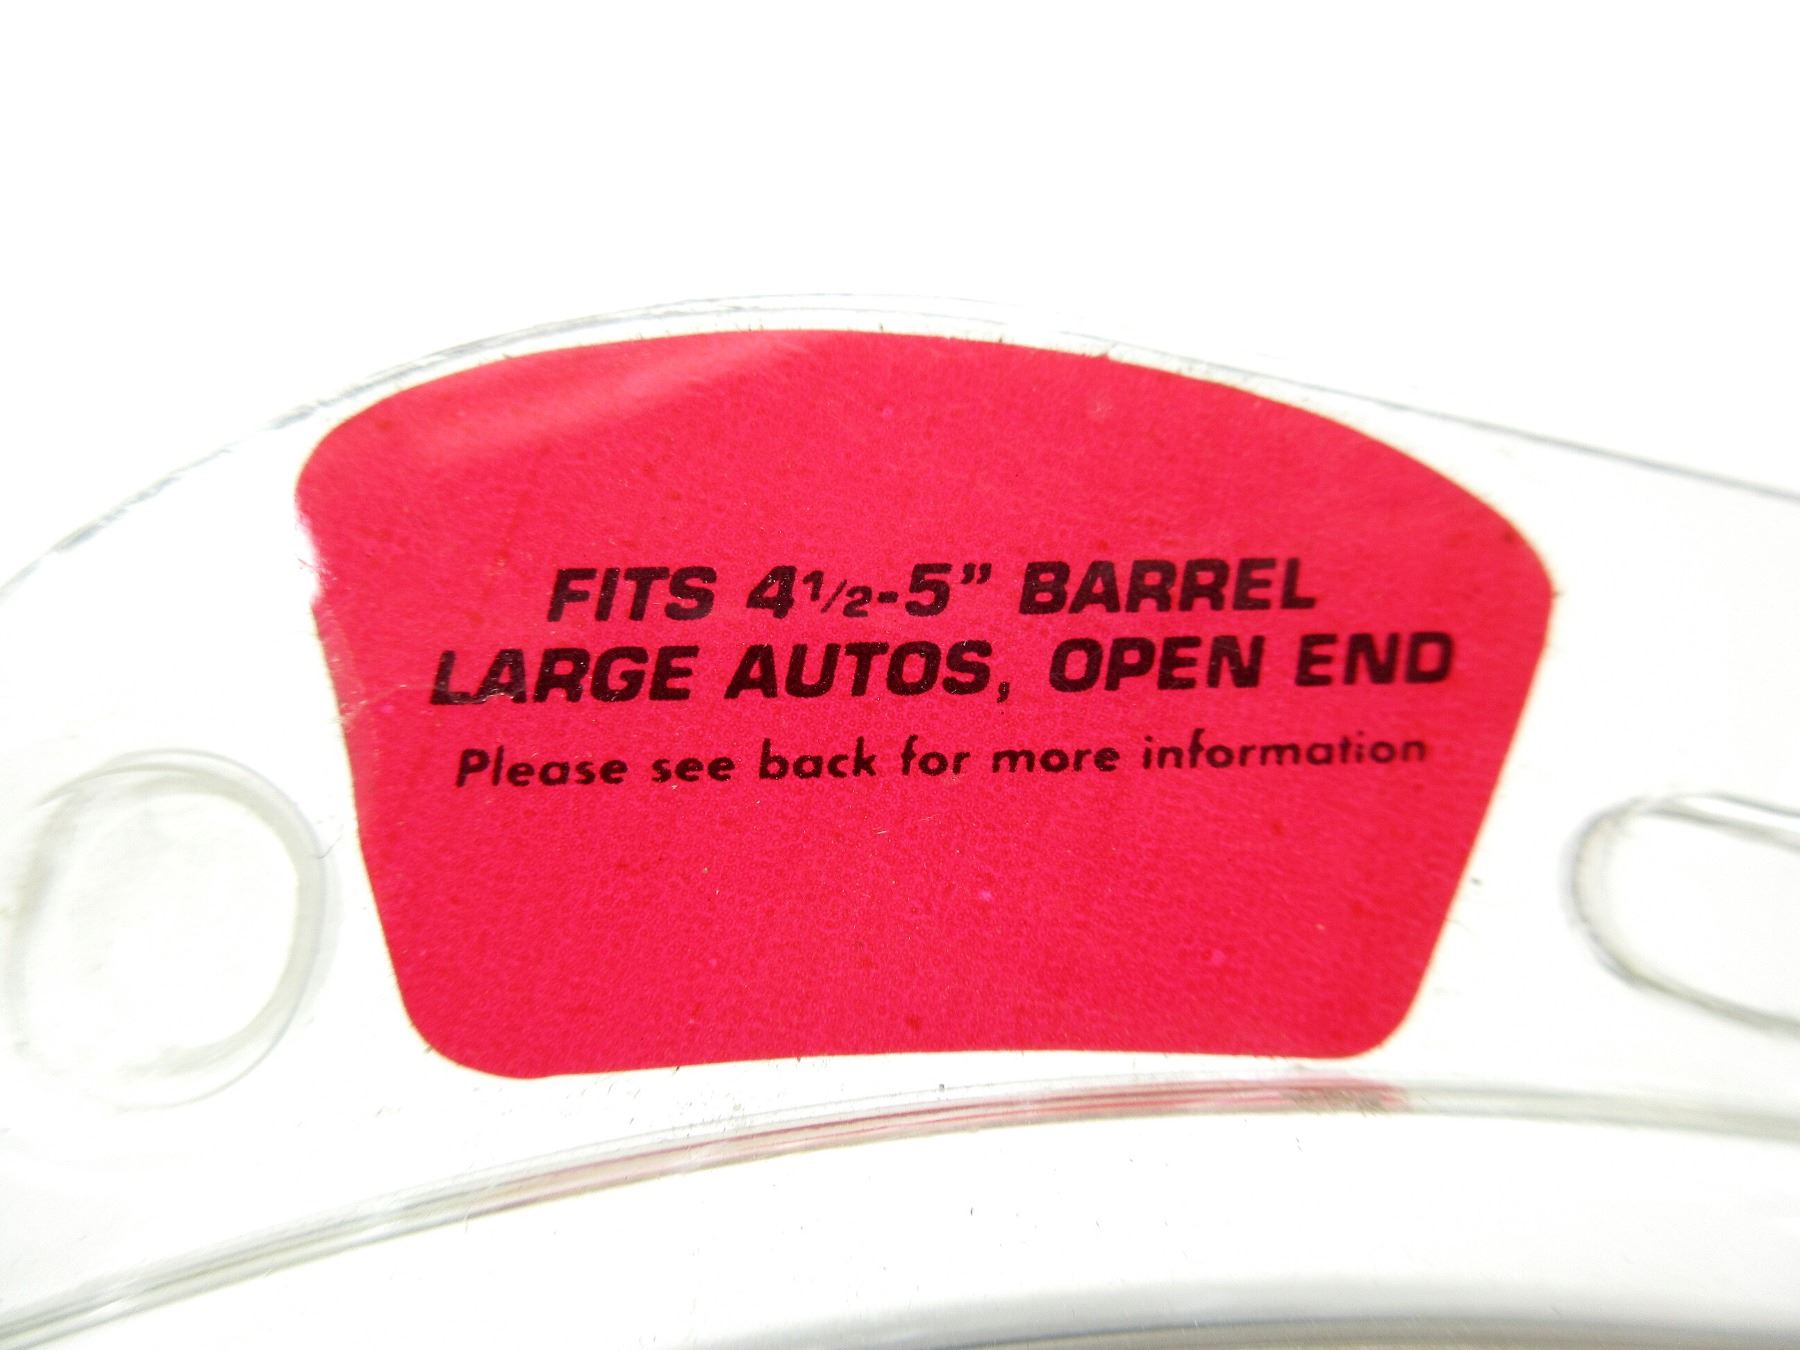 FITS 4½-5” BARREL
LARGE AUTOS, OPEN END
Please see back for more information